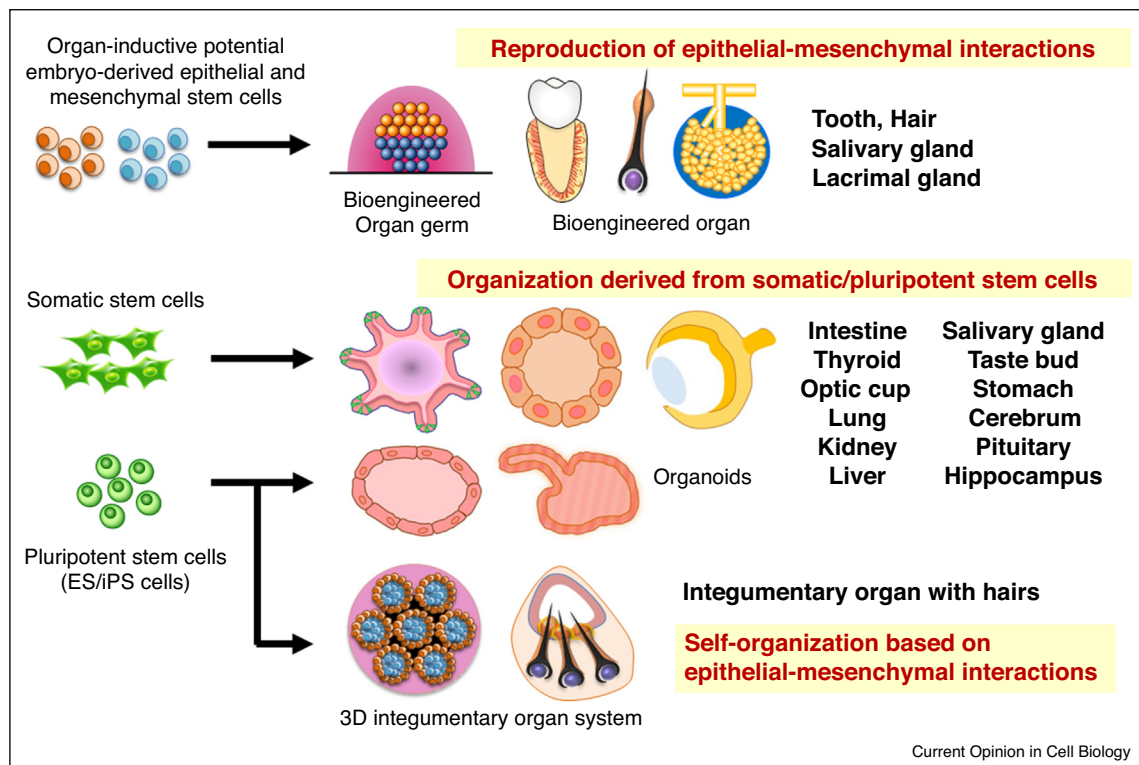 Organ-inductive potential
embryo-derived epithelial and
mesenchymal stem cells
Reproduction of epithelial-mesenchymal interactions
Bioengineered
Organ germ
Bioengineered organ
Tooth, Hair
Salivary gland
Lacrimal gland
Organization derived from somatic/pluripotent stem cells
Somatic stem cells
Pluripotent stem cells
(ES/iPS cells)
Organoids
Intestine
Thyroid
Optic cup
Lung
Kidney
Liver
Salivary gland
Taste bud
Stomach
Cerebrum
Pituitary
Hippocampus
3D integumentary organ system
Integumentary organ with hairs
Self-organization based on
epithelial-mesenchymal interactions
Current Opinion in Cell Biology